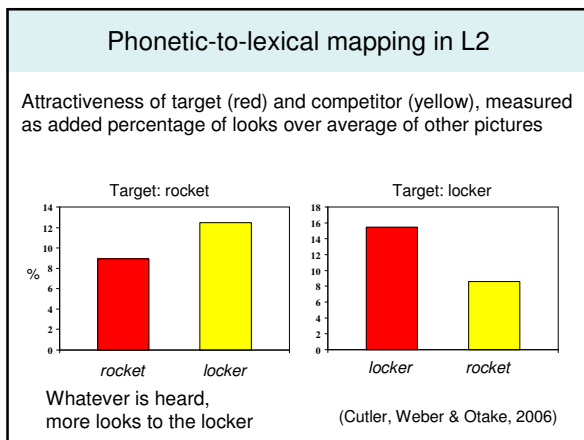 Phonetic-to-lexical mapping in L2
Attractiveness of target (red) and competitor (yellow), measured
as added percentage of looks over average of other pictures
Target: rocket
14
12
10
8
6
4
2
0
%
rocket locker
Target: locker
18
16
14
12
10
8
6
4
2
0
locker rocket
Whatever is heard,
more looks to the locker
(Cutler, Weber & Otake, 2006)